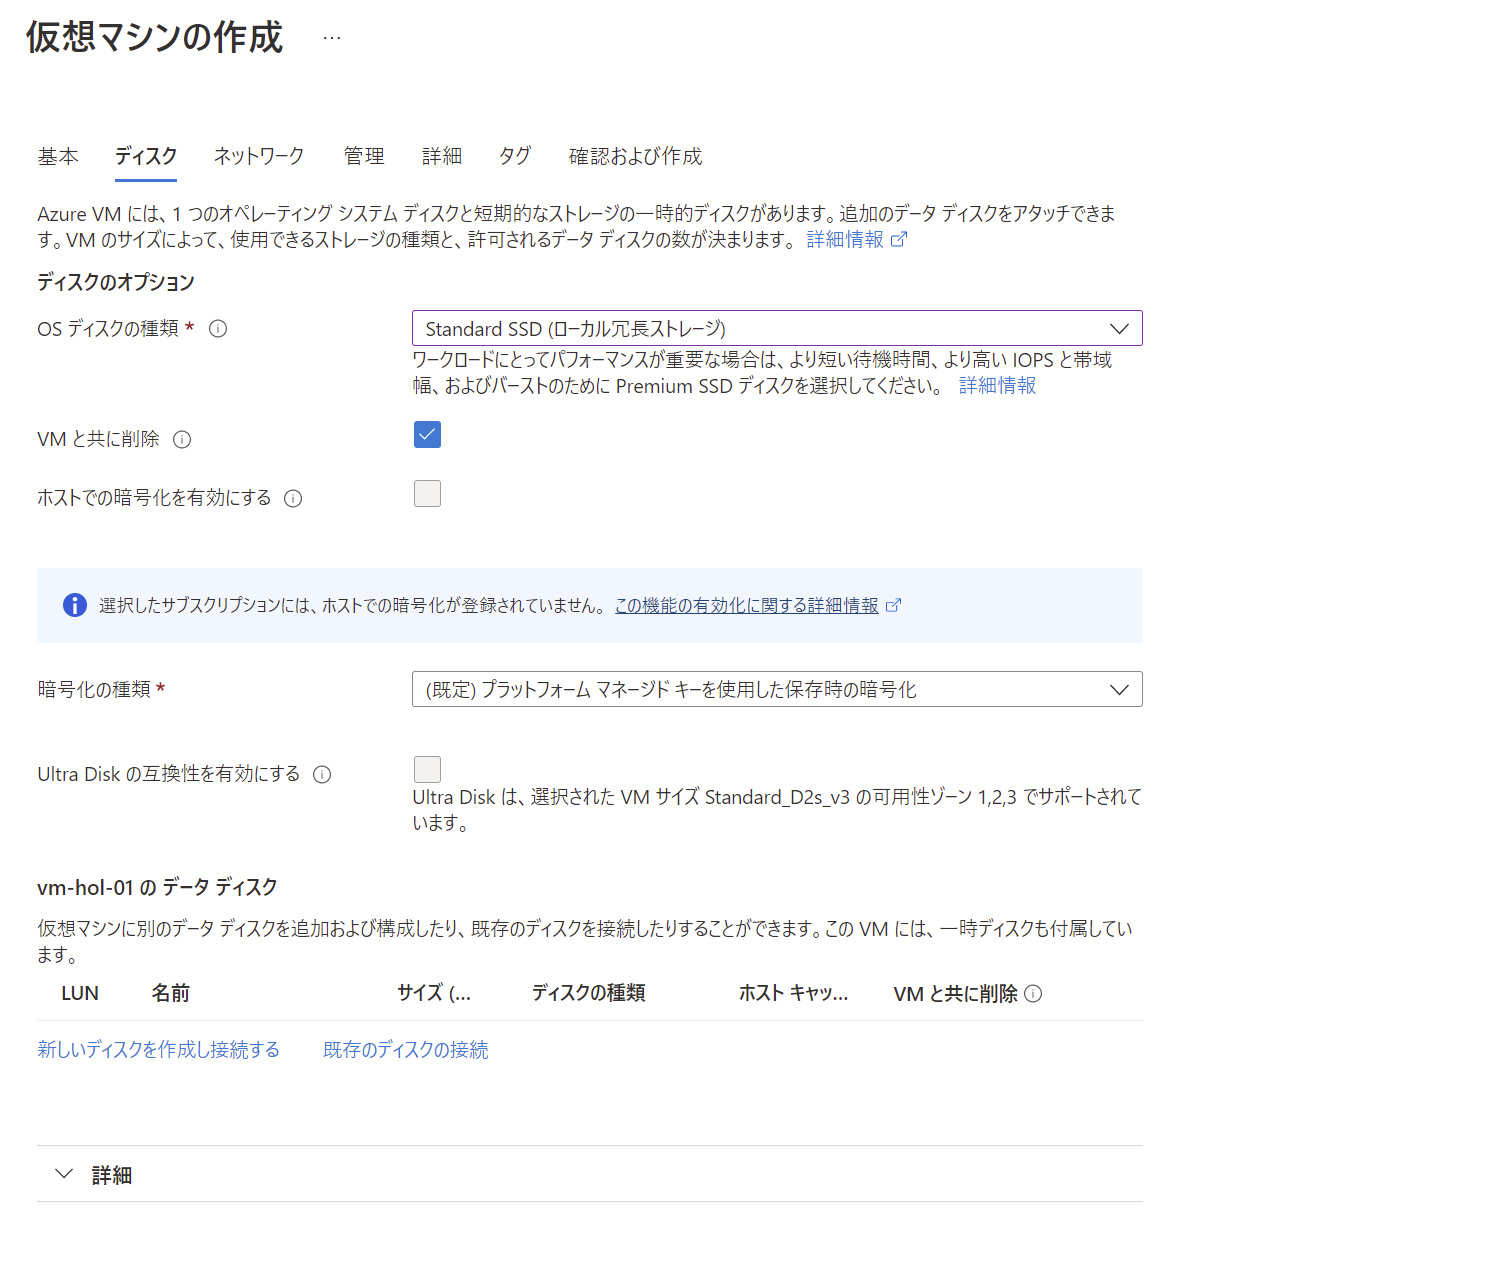 仮想マシンの作成 …
基本 ディスク ネットワーク 管理 詳細 タグ 確認および作成
Azure VM には、1 つのオペレーティング システム ディスクと短期的なストレージの一時的ディスクがあります。追加のデータ ディスクをアタッチできま
す。VM のサイズによって、使用できるストレージの種類と、許可されるデータ ディスクの数が決まります。 詳細情報
ディスクのオプション
OS ディスクの種類 *
Standard SSD (ローカル冗長ストレージ)
ワークロードにとってパフォーマンスが重要な場合は、より短い待機時間、より高い IOPS と帯域
幅、およびバーストのために Premium SSD ディスクを選択してください。 詳細情報
VM と共に削除
ホストでの暗号化を有効にする
選択したサブスクリプションには、ホストでの暗号化が登録されていません。 この機能の有効化に関する詳細情報
暗号化の種類 *
(既定) プラットフォーム マネージド キーを使用した保存時の暗号化
Ultra Disk の互換性を有効にする
Ultra Disk は、選択された VM サイズ Standard_D2s_v3 の可用性ゾーン 1,2,3 でサポートされて
います。
vm-hol-01 の データ ディスク
仮想マシンに別のデータ ディスクを追加および構成したり、既存のディスクを接続したりすることができます。この VM には、一時ディスクも付属してい
ます。
LUN 名前 サイズ (... ディスクの種類 ホスト キャッ... VM と共に削除
新しいディスクを作成し接続する 既存のディスクの接続
詳細